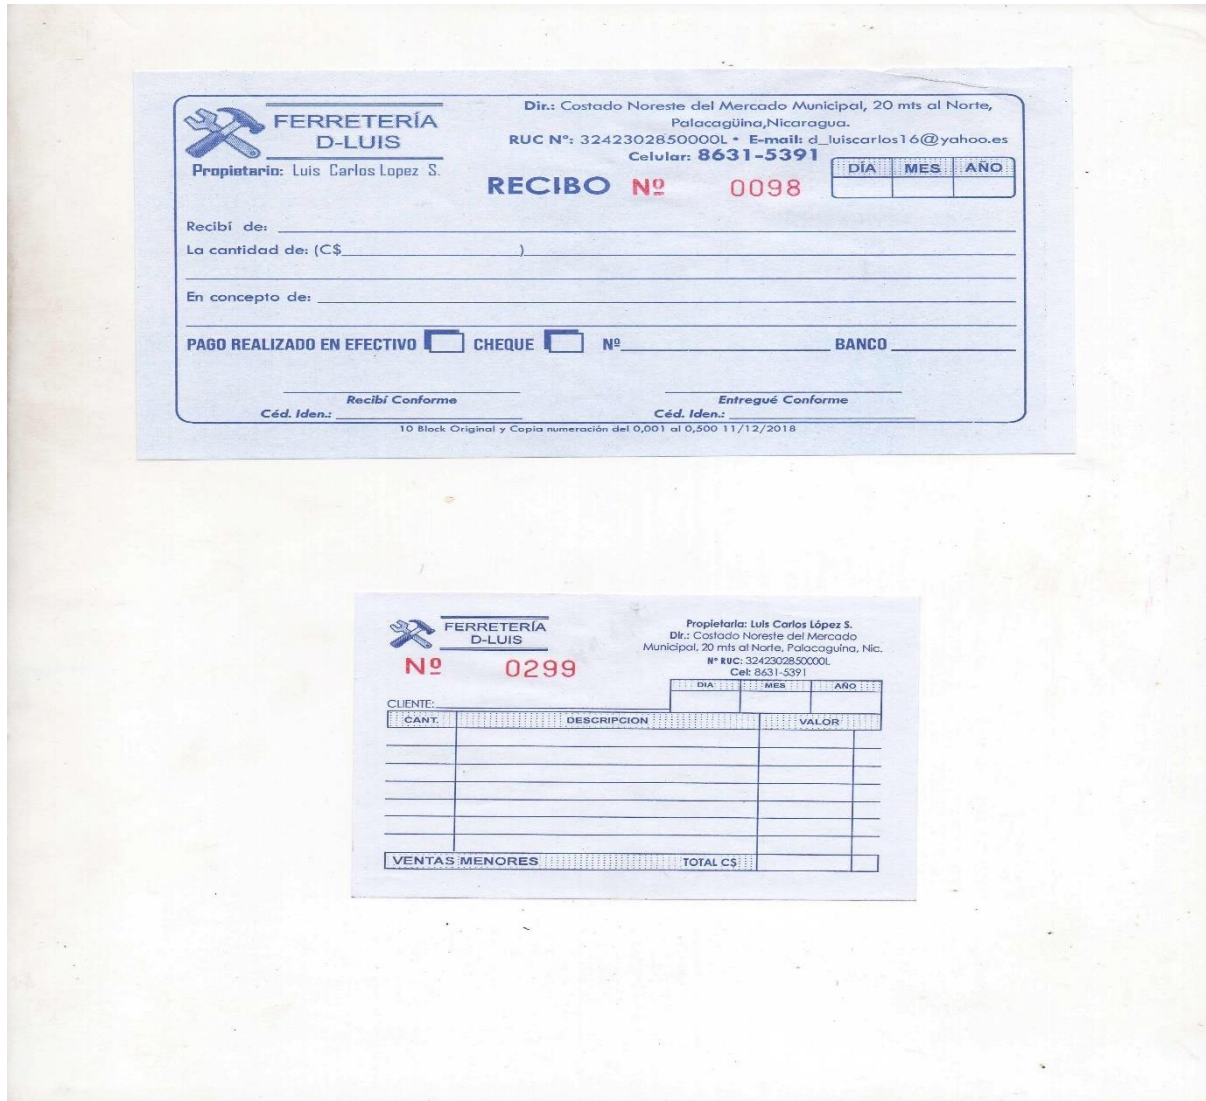 FERRETERÍA
D-LUIS
Propietario: Luis Carlos Lopez S.
Dir.: Costado Noreste del Mercado Municipal, 20 mts al Norte,
Palacagüina,Nicaragua.
RUC Nº: 3242302850000L • E-mail: d_luiscarlos16@yahoo.es
Celular: 8631-5391
RECIBO Nº 0098
DÍA MES AÑO
Recibí de:
La cantidad de: (C$ )
En concepto de:
PAGO REALIZADO EN EFECTIVO CHEQUE Nº BANCO
Recibí Conforme Entregué Conforme
Céd. Iden.: Céd. Iden.:
10 Block Original y Copia numeración del 0,001 al 0,500 11/12/2018
FERRETERÍA
D-LUIS
Nº 0299
Propietaria: Luis Carlos López S.
Dir.: Costado Noreste del Mercado
Municipal, 20 mts al Norte, Palacaguina, Nic.
Nº RUC: 3242302850000L
Cel: 8631-5391
DIA MES AÑO
CLIENTE:
CANT. DESCRIPCION VALOR
VENTAS MENORES TOTAL C$